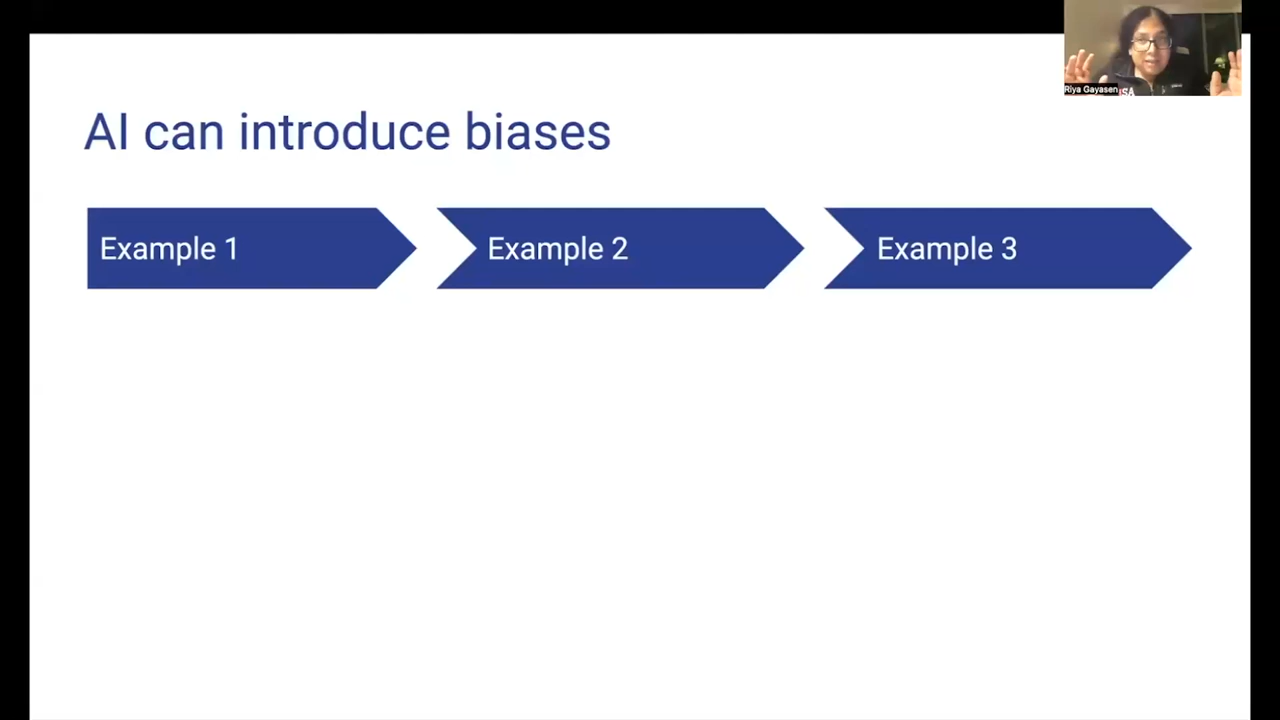 Riya Gayasen
AI can introduce biases
Example 1
Example 2
Example 3